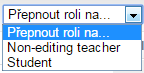 Přepnout roli na...
Přepnout roli na...
Non-editing teacher
Student